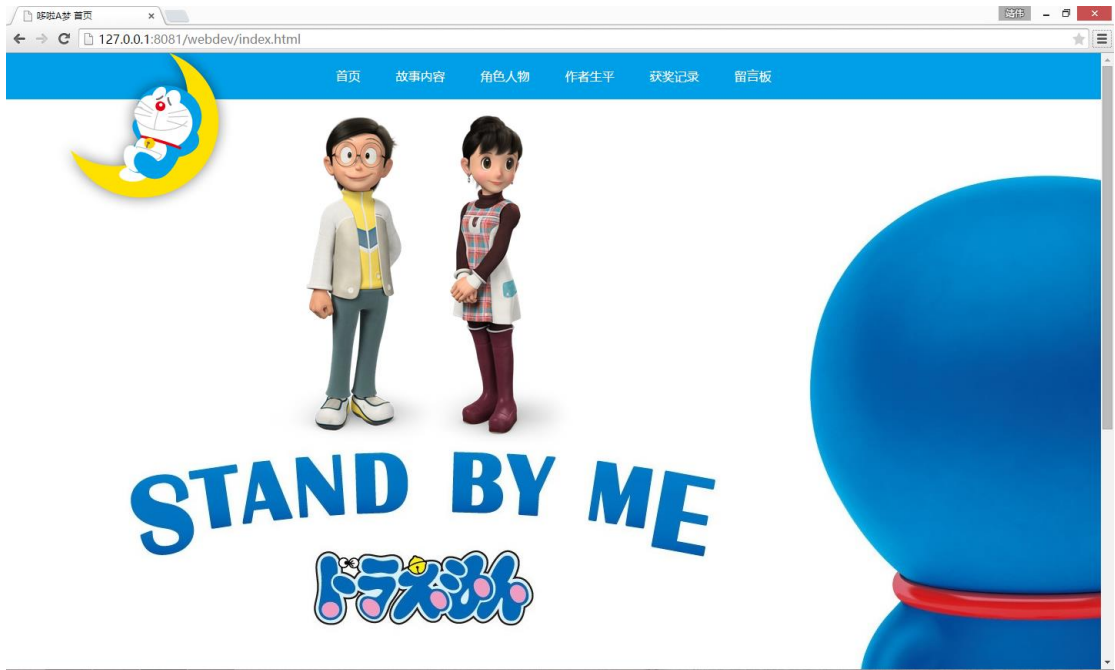 哆啦A梦 首页
127.0.0.1:8081/webdev/index.html
首页 故事内容 角色人物 作者生平 获奖记录 留言板
STAND BY ME
ドラえもん